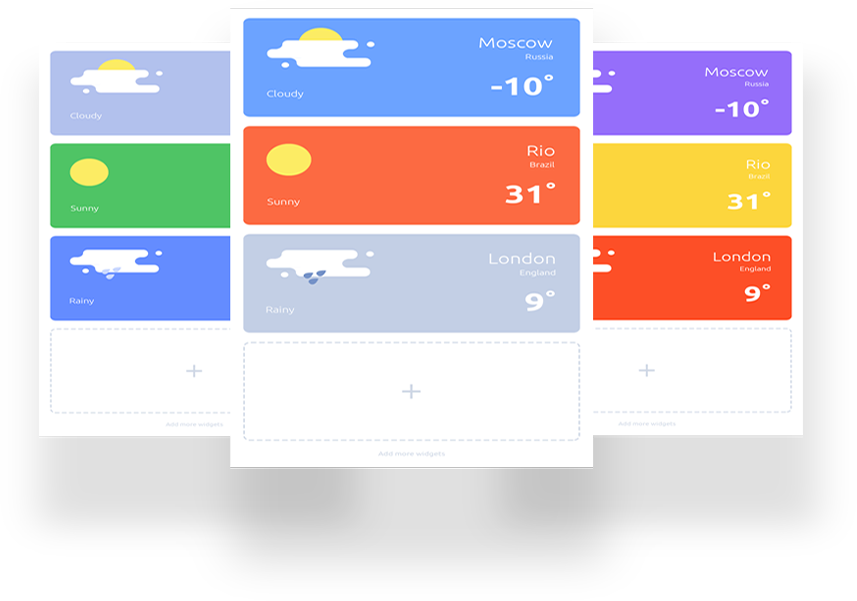 Cloudy
Sunny
Rainy
Add more widgets
Moscow
Russia
-10°
Cloudy
Rio
Brazil
31°
Sunny
London
England
9°
Rainy
Add more widgets
Moscow
Russia
-10°
Rio
Brazil
31°
London
England
9°
Add more widgets